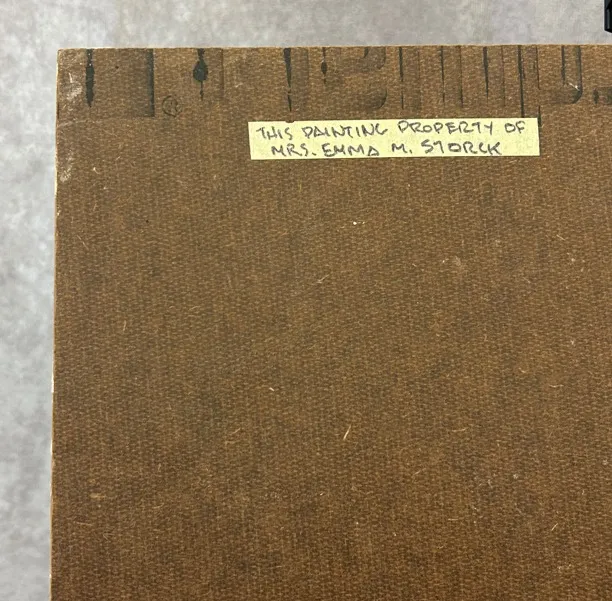 THIS PAINTING PROPERTY OF
MRS. EMMA M. STORCK